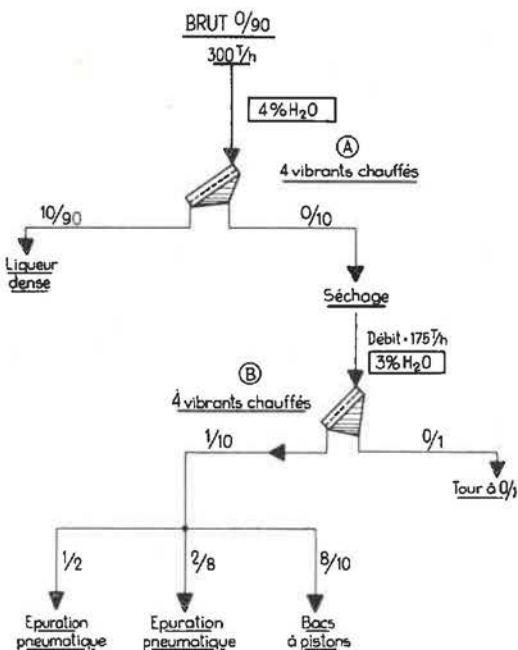 BRUT 0/90
300 T/h
4% H₂O
A
4 vibrants chauffés
10/90
0/10
Liqueur
dense
Séchage
Débit = 175 T/h
3% H₂O
B
4 vibrants chauffés
1/10
0/1
Tour à 0/1
1/2
2/8
8/10
Epuration
pneumatique
Epuration
pneumatique
Bacs
à pistons